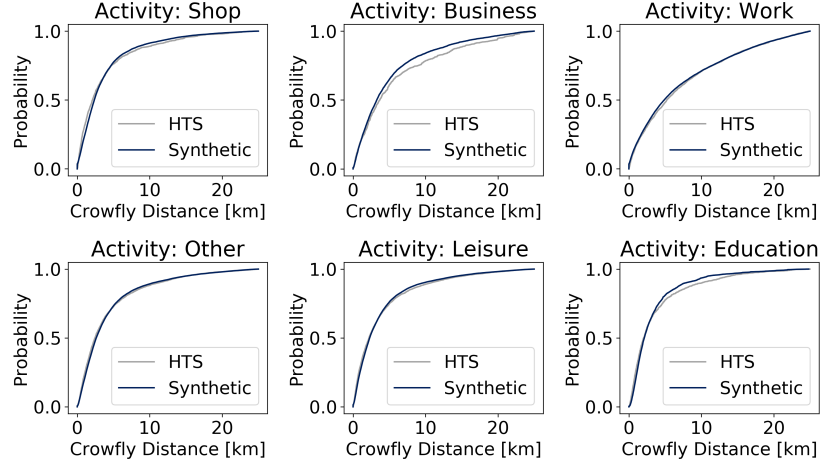 Activity: Shop
1.0
0.5
0.0
Probability
HTS
Synthetic
0 10 20
Crowfly Distance [km]
Activity: Business
1.0
0.5
0.0
Probability
HTS
Synthetic
0 10 20
Crowfly Distance [km]
Activity: Work
1.0
0.5
0.0
Probability
HTS
Synthetic
0 10 20
Crowfly Distance [km]
Activity: Other
1.0
0.5
0.0
Probability
HTS
Synthetic
0 10 20
Crowfly Distance [km]
Activity: Leisure
1.0
0.5
0.0
Probability
HTS
Synthetic
0 10 20
Crowfly Distance [km]
Activity: Education
1.0
0.5
0.0
Probability
HTS
Synthetic
0 10 20
Crowfly Distance [km]